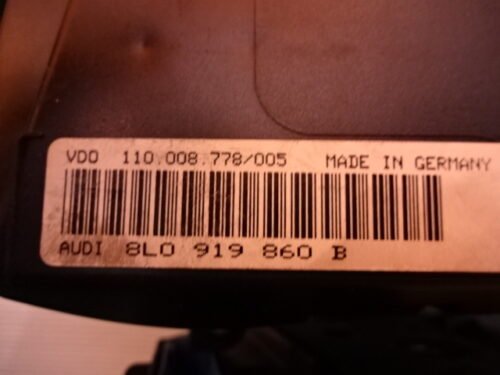 VDO 110.008.778/005 MADE IN GERMANY
AUDI 8L0 919 860 B